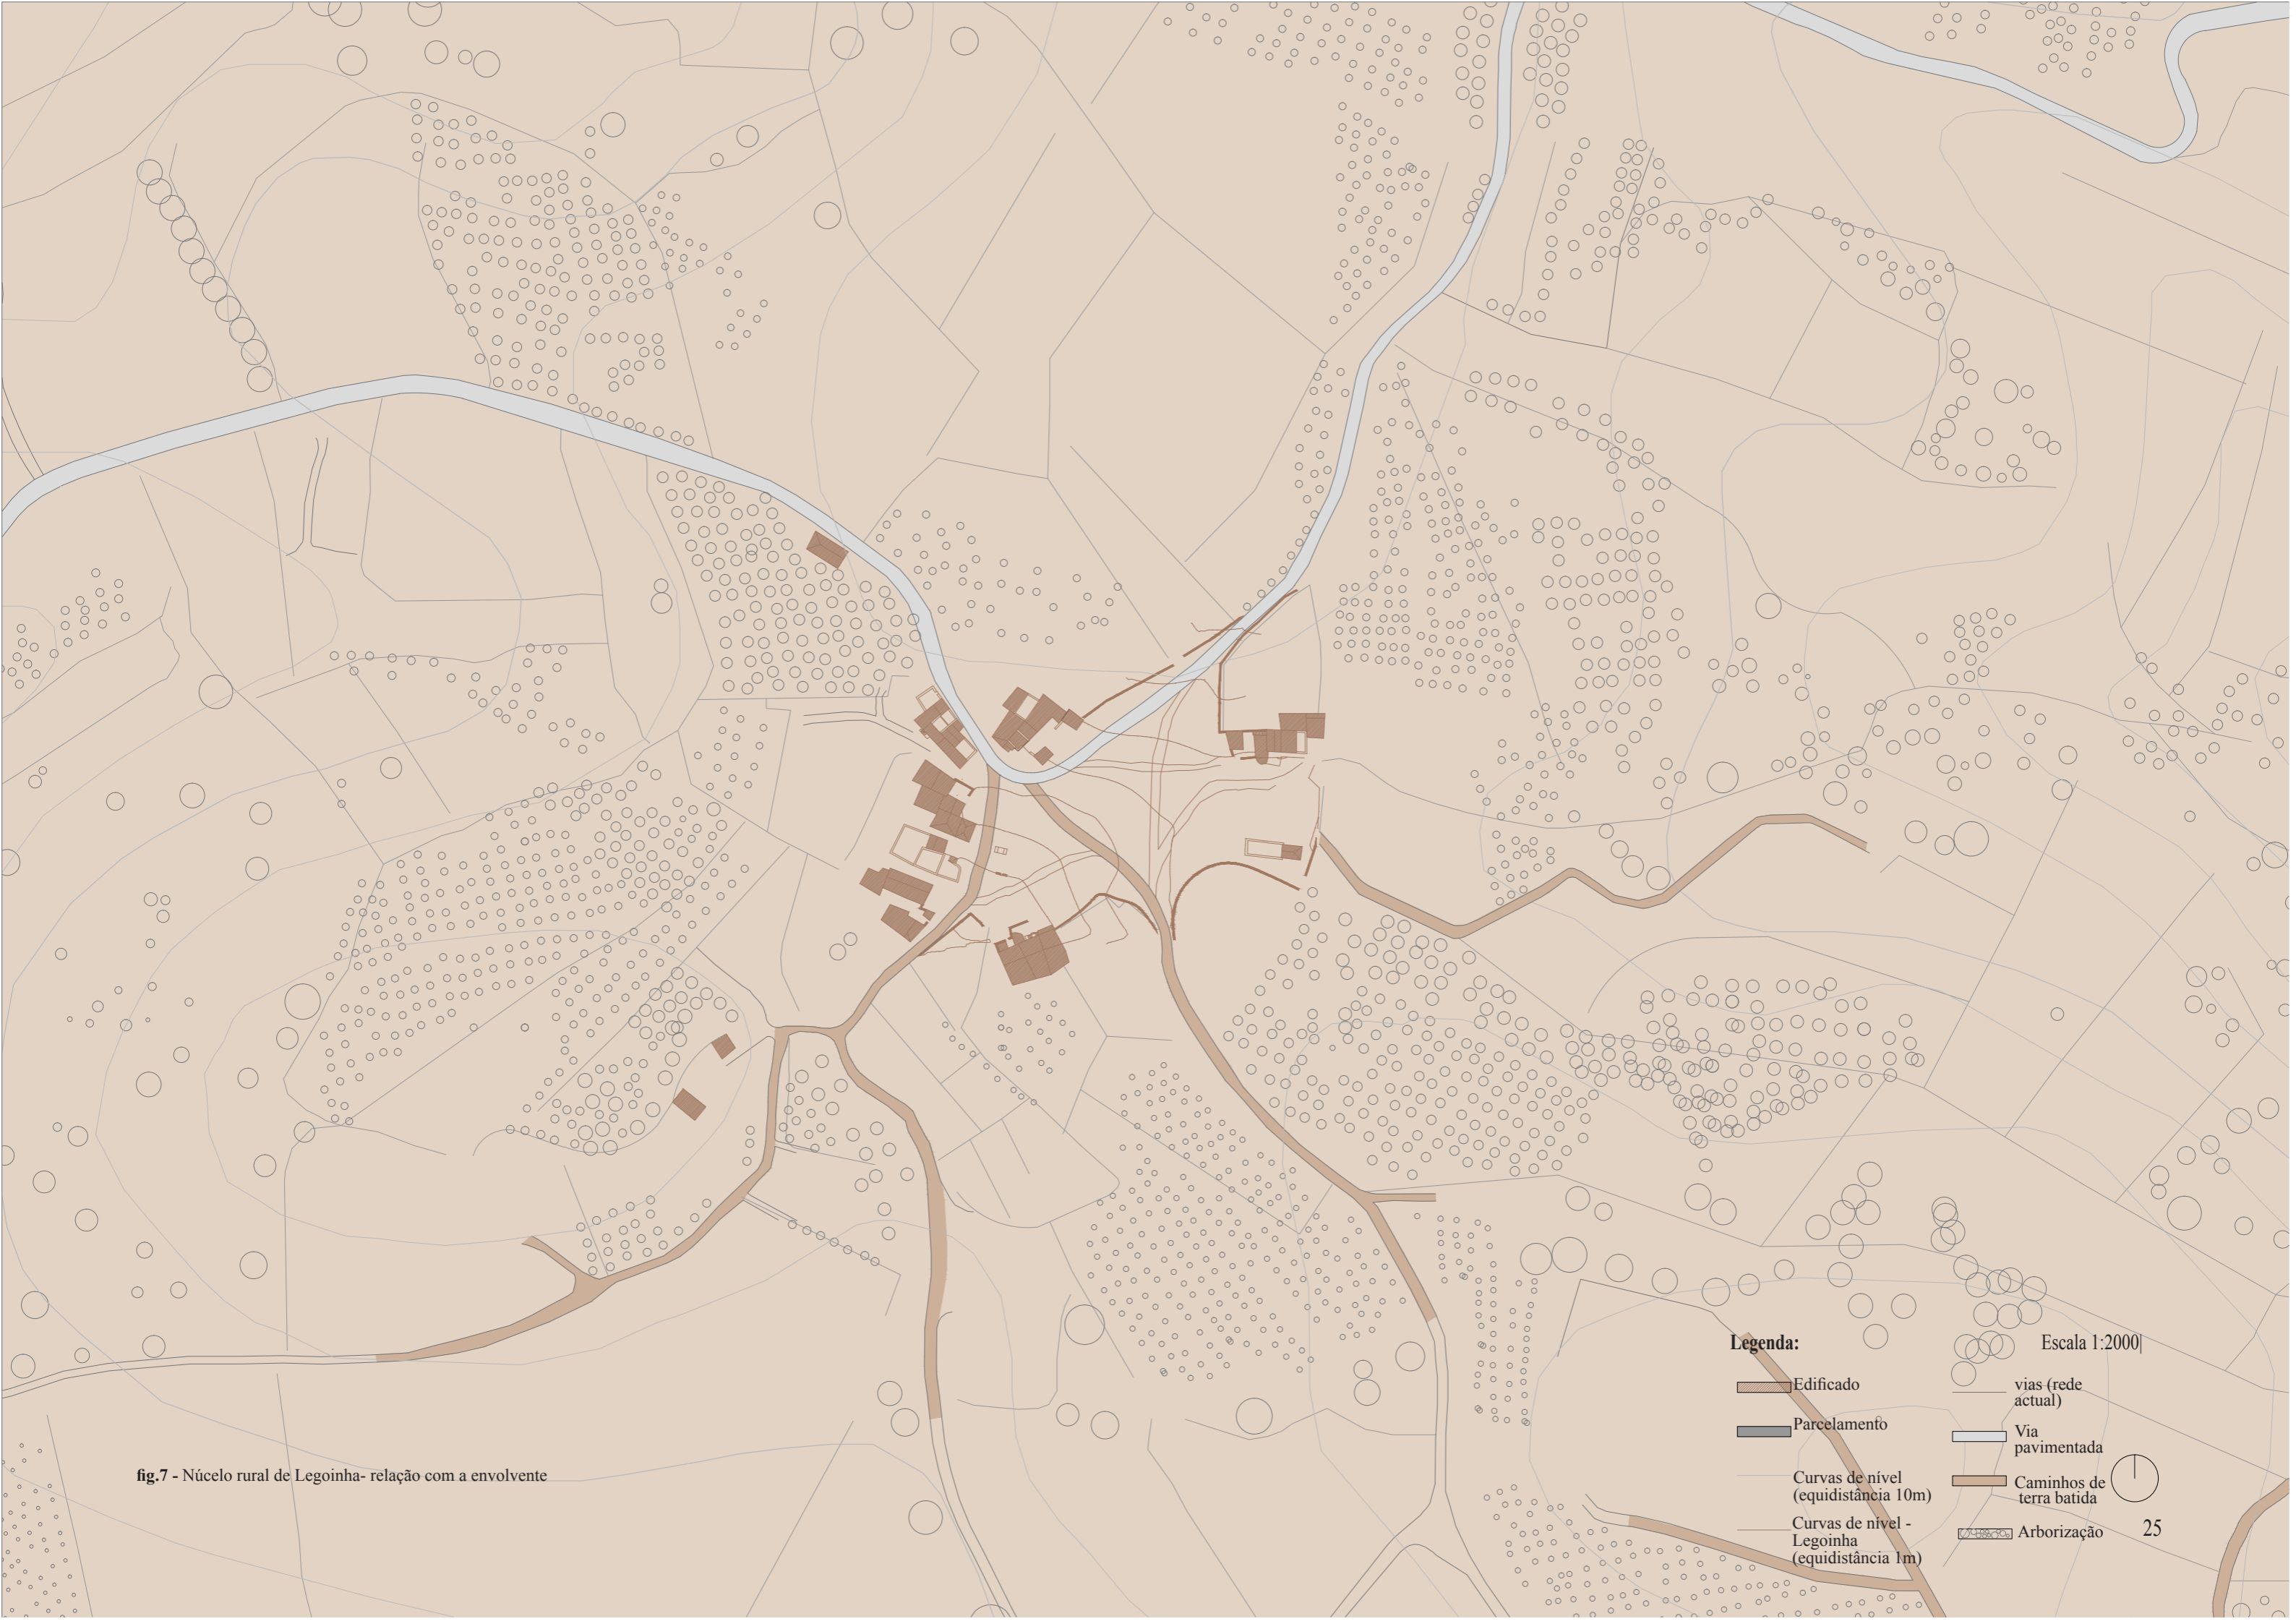 Legenda:
Escala 1:2000|
Edificado
Parcelamento
Curvas de nível
(equidistância 10m)
Curvas de nível -
Legoinha
(equidistância 1m)
vias (rede
actual)
Via
pavimentada
Caminhos de
terra batida
Arborização
25
fig.7 - Núcelo rural de Legoinha- relação com a envolvente